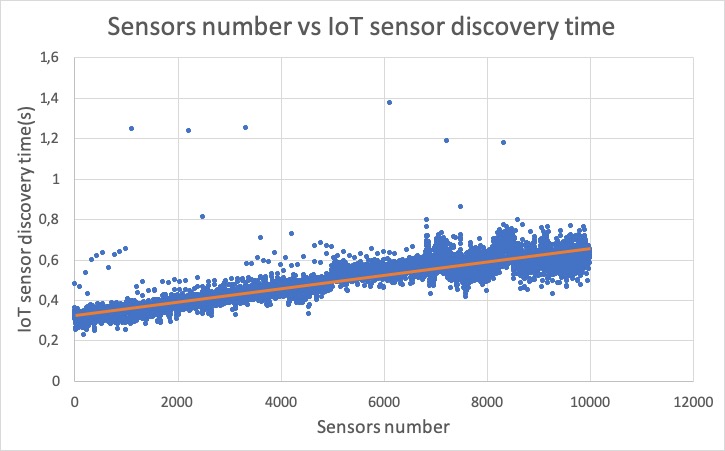 Sensors number vs IoT sensor discovery time
IoT sensor discovery time(s)
1,6
1,4
1,2
1
0,8
0,6
0,4
0,2
0
0 2000 4000 6000 8000 10000 12000
Sensors number